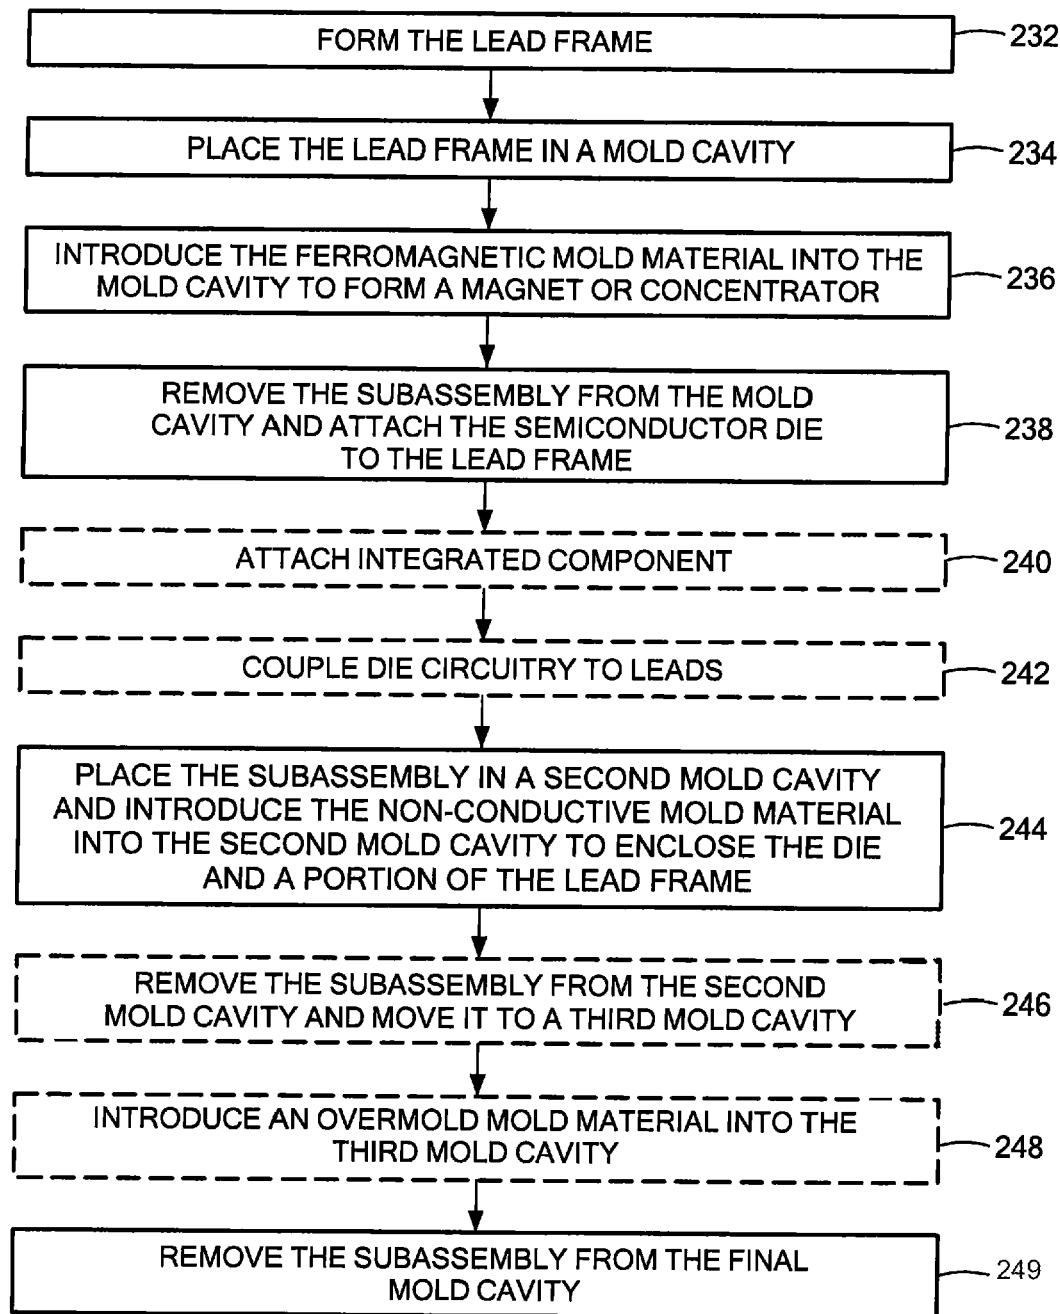 FORM THE LEAD FRAME
232
PLACE THE LEAD FRAME IN A MOLD CAVITY
234
INTRODUCE THE FERROMAGNETIC MOLD MATERIAL INTO THE
MOLD CAVITY TO FORM A MAGNET OR CONCENTRATOR
236
REMOVE THE SUBASSEMBLY FROM THE MOLD
CAVITY AND ATTACH THE SEMICONDUCTOR DIE
TO THE LEAD FRAME
238
ATTACH INTEGRATED COMPONENT
240
COUPLE DIE CIRCUITRY TO LEADS
242
PLACE THE SUBASSEMBLY IN A SECOND MOLD CAVITY
AND INTRODUCE THE NON-CONDUCTIVE MOLD MATERIAL
INTO THE SECOND MOLD CAVITY TO ENCLOSE THE DIE
AND A PORTION OF THE LEAD FRAME
244
REMOVE THE SUBASSEMBLY FROM THE SECOND
MOLD CAVITY AND MOVE IT TO A THIRD MOLD CAVITY
246
INTRODUCE AN OVERMOLD MOLD MATERIAL INTO THE
THIRD MOLD CAVITY
248
REMOVE THE SUBASSEMBLY FROM THE FINAL
MOLD CAVITY
249